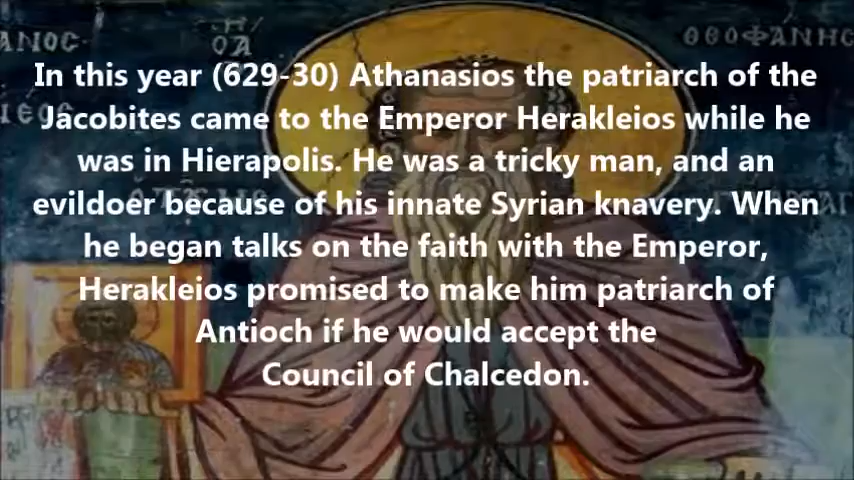 ΑΝΟС
ΟΑ
ΘΕΟΦΑΝΗС
In this year (629-30) Athanasios the patriarch of the
Jacobites came to the Emperor Herakleios while he
was in Hierapolis. He was a tricky man, and an
evildoer because of his innate Syrian knavery. When
he began talks on the faith with the Emperor,
Herakleios promised to make him patriarch of
Antioch if he would accept the
Council of Chalcedon.